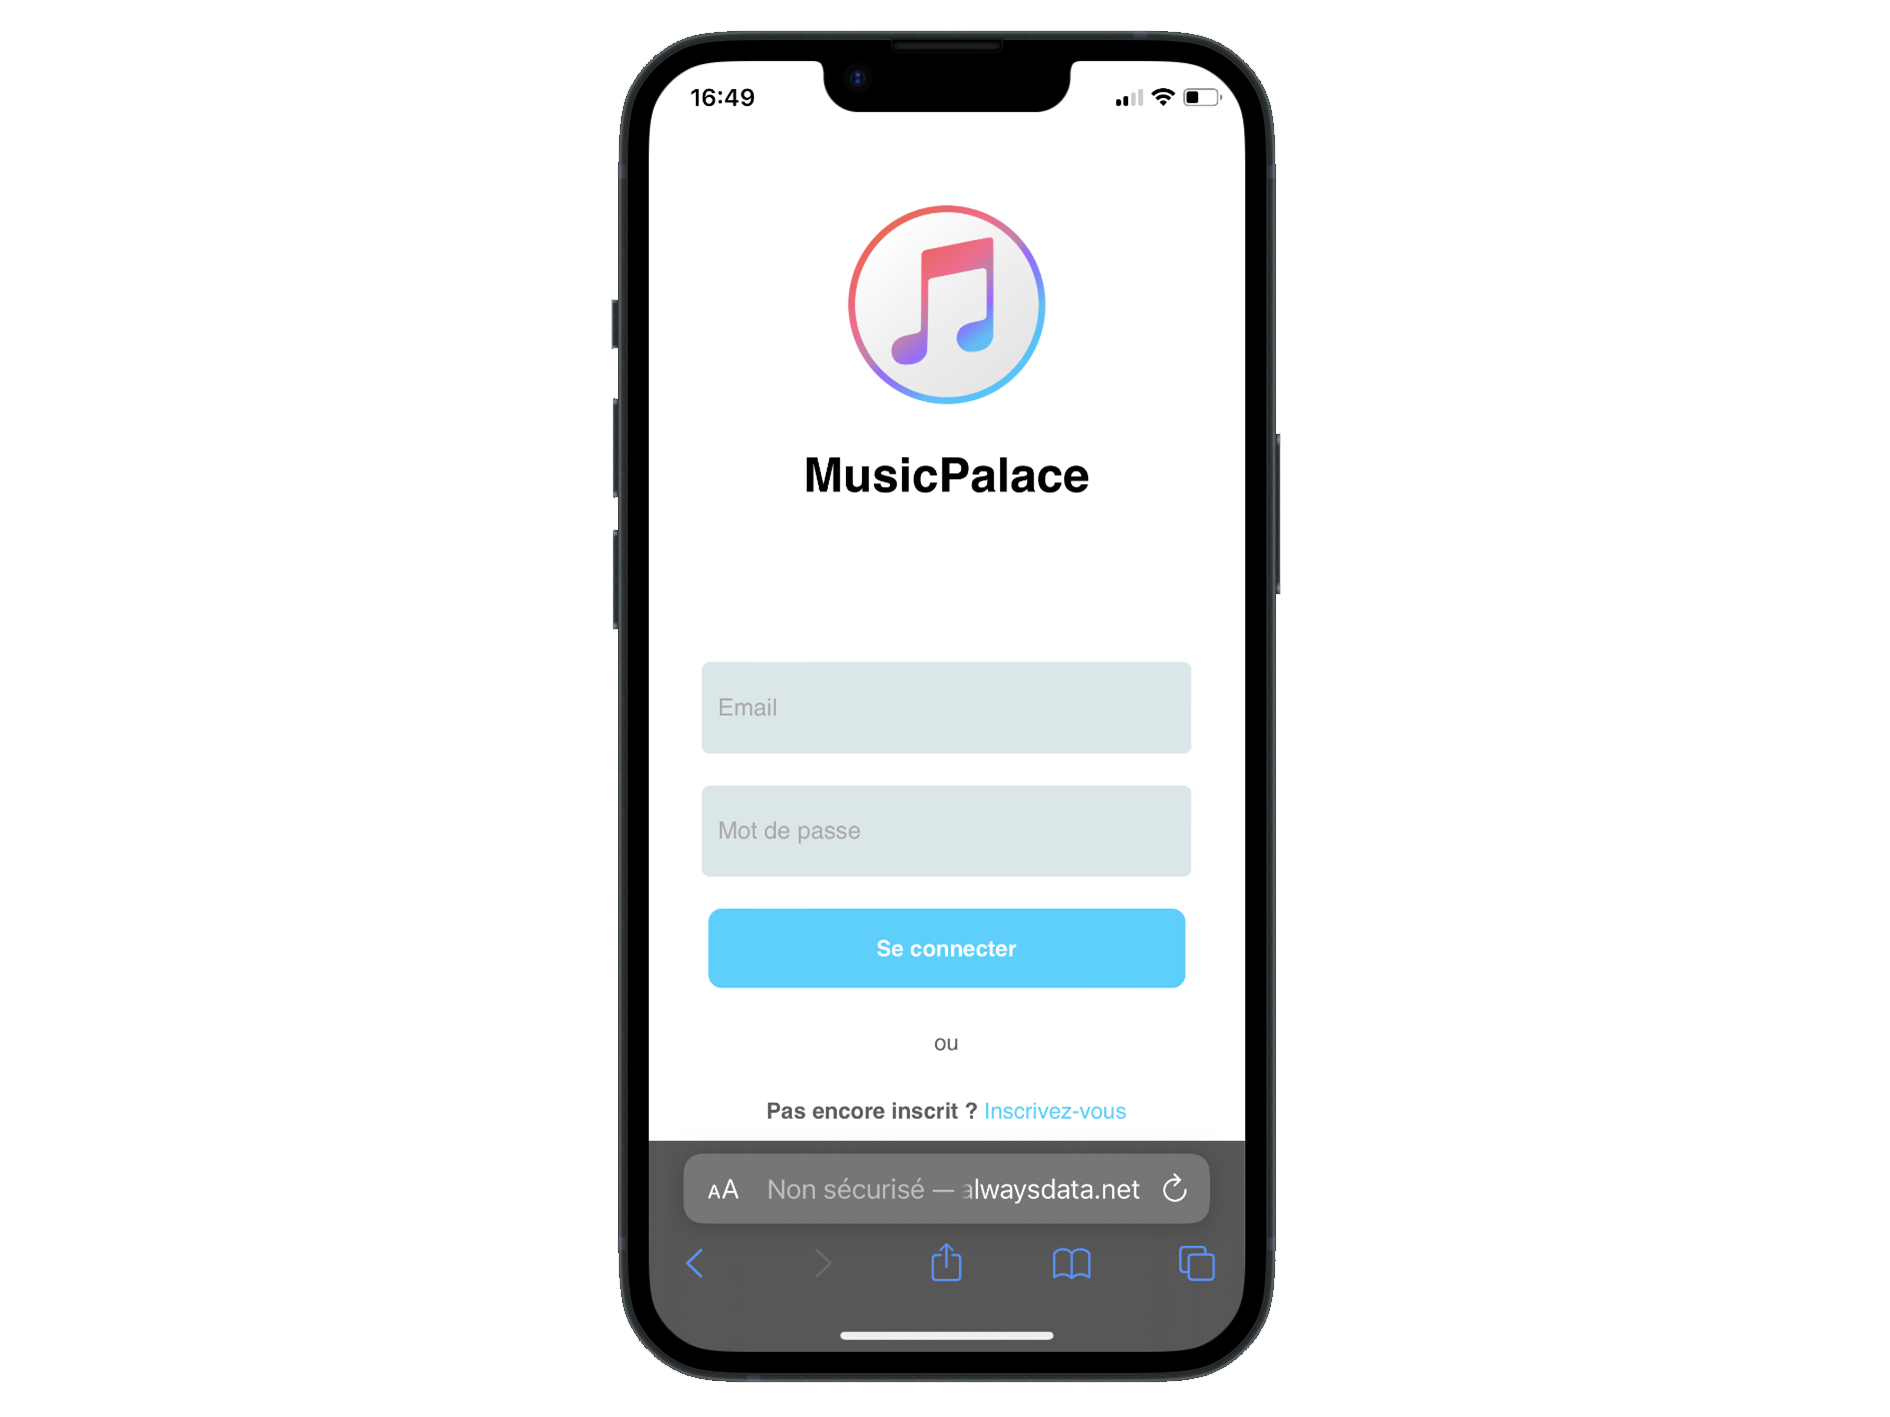 16:49
MusicPalace
Email
Mot de passe
Se connecter
ou
Pas encore inscrit ? Inscrivez-vous
AA Non sécurisé — alwaysdata.net